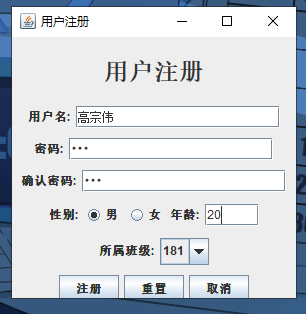 用户注册
用户注册
用户名: 高宗伟
密码: •••
确认密码: •••
性别: 男 女 年龄: 20
所属班级: 181
注册 重置 取消